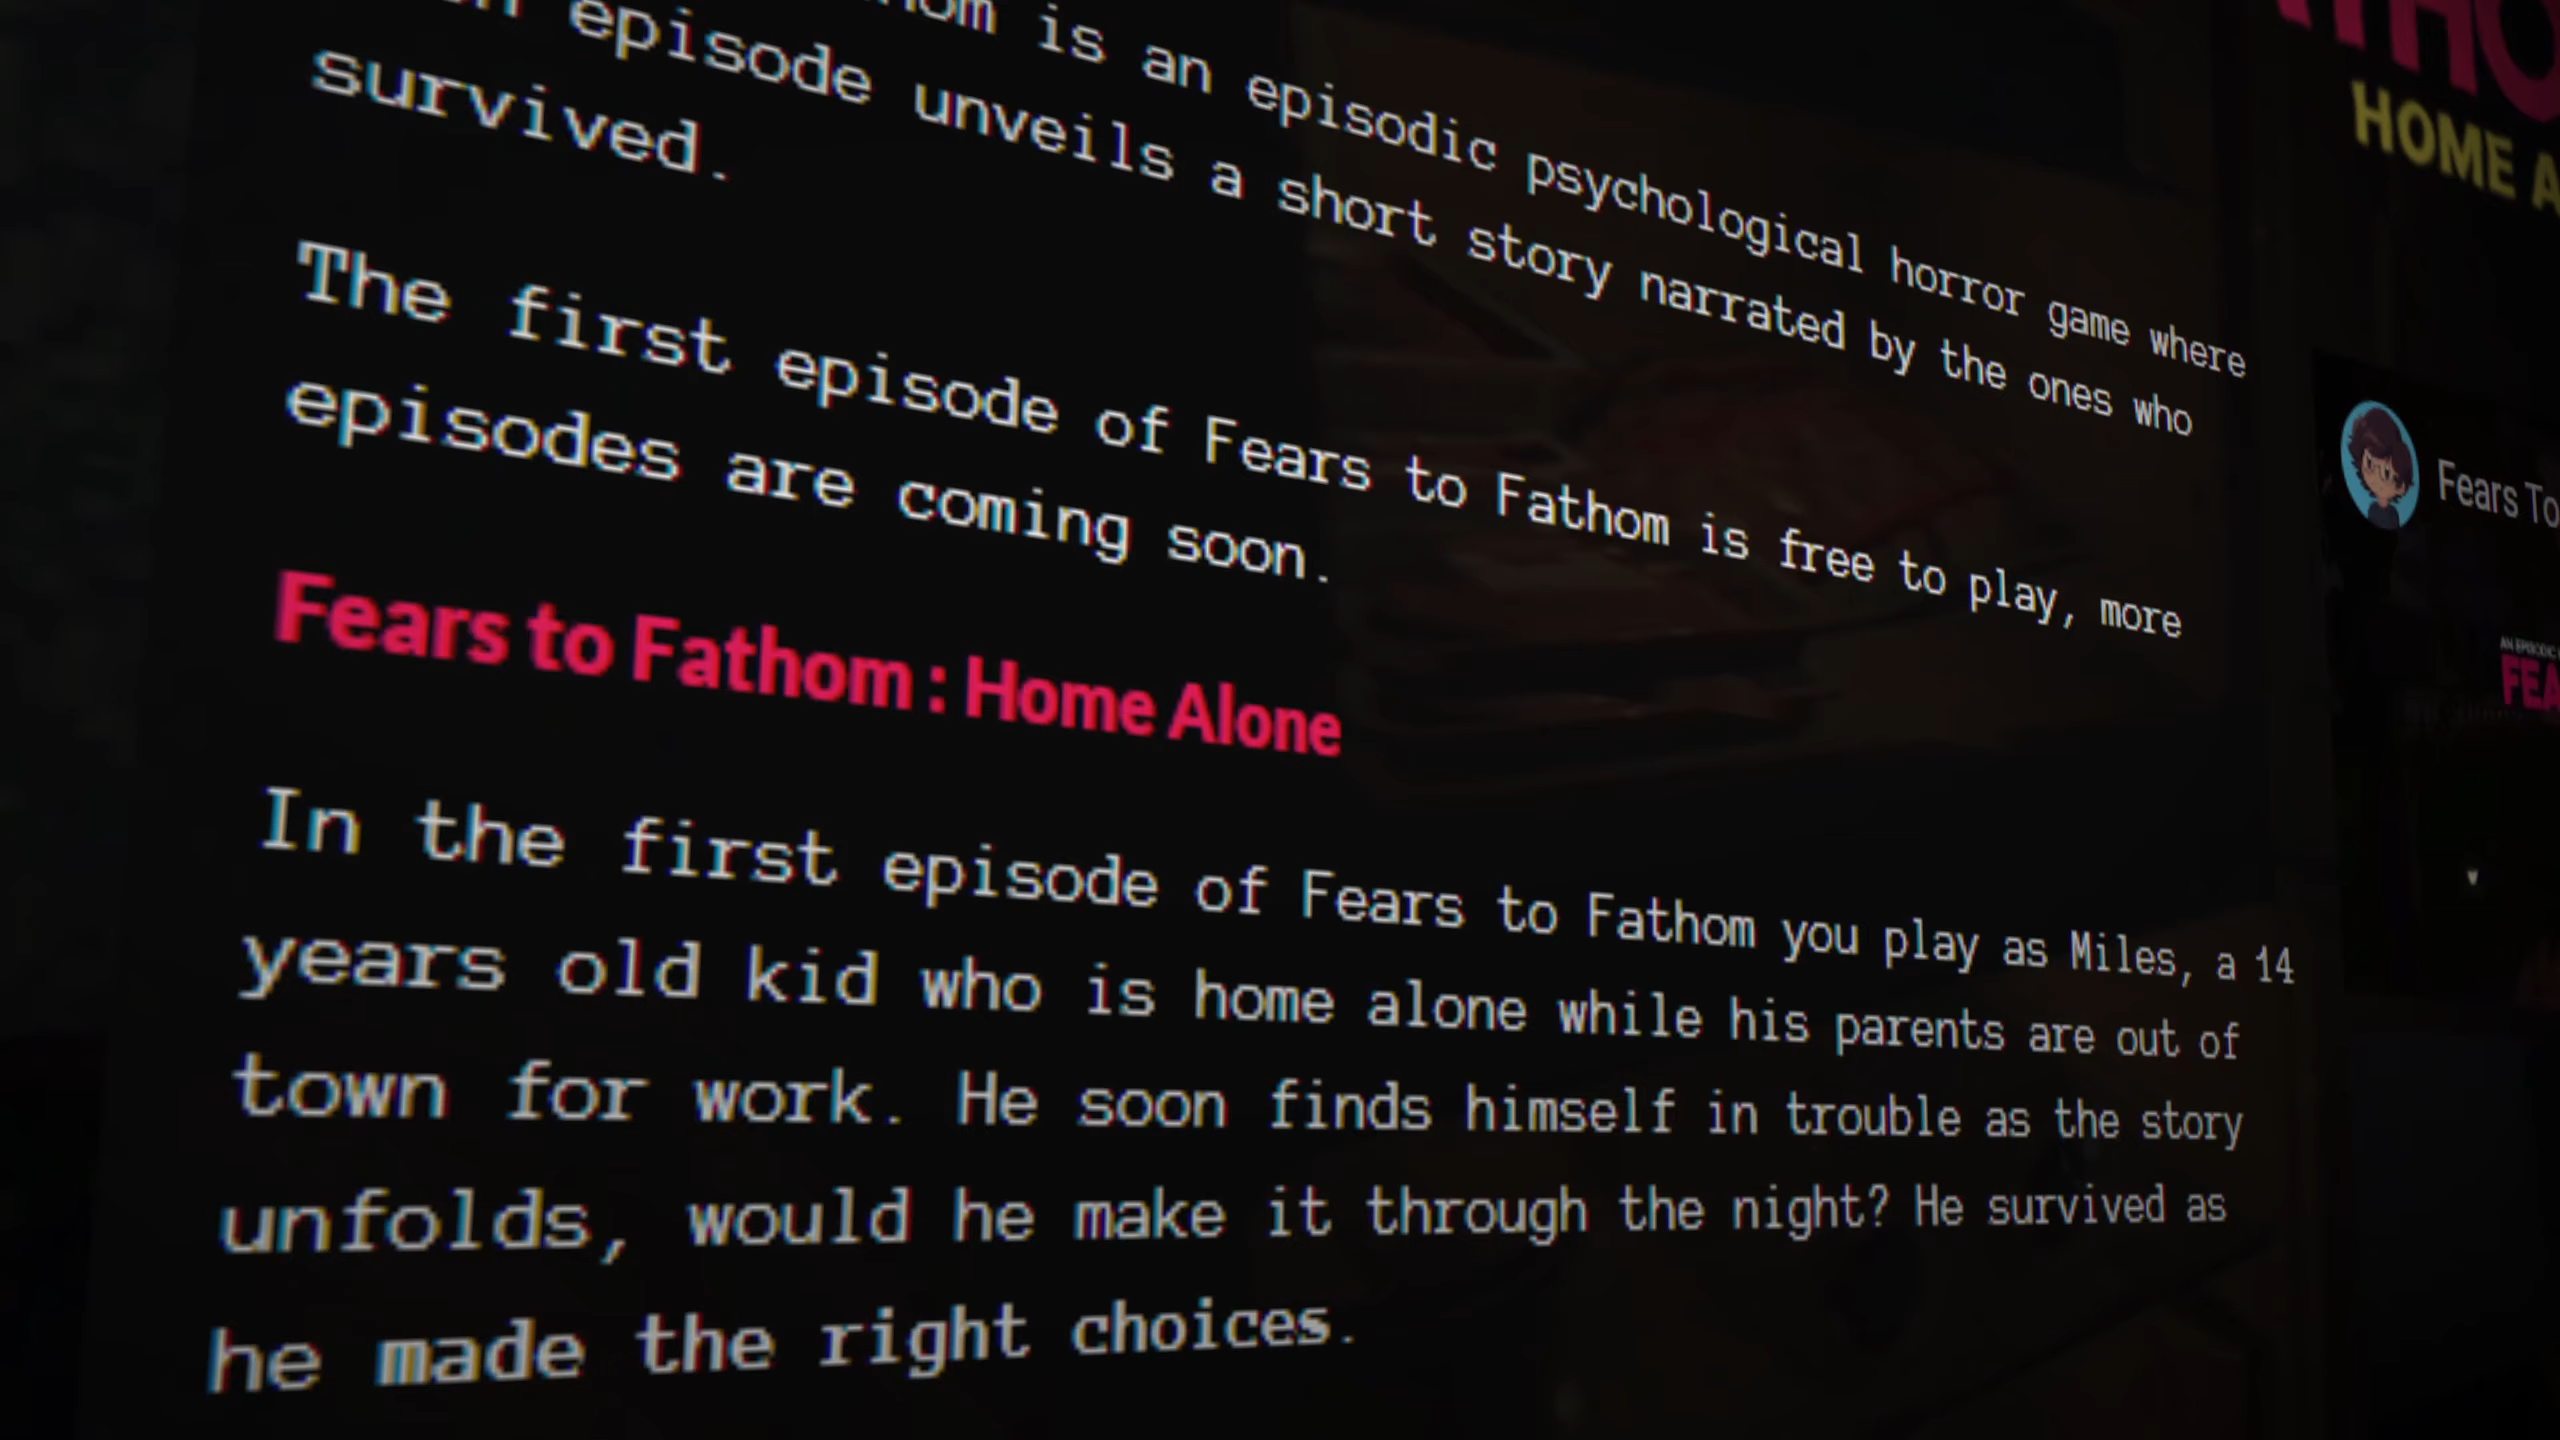 is an episodic psychological horror game where
episode unveils a short story narrated by the ones who
survived.
The first episode of Fears to Fathom is free to play, more
episodes are coming soon.
Fears to Fathom : Home Alone
In the first episode of Fears to Fathom you play as Miles, a 14
years old kid who is home alone while his parents are out of
town for work. He soon finds himself in trouble as the story
unfolds, would he make it through the night? He survived as
he made the right choices.
HOME A
Fears To
FEA